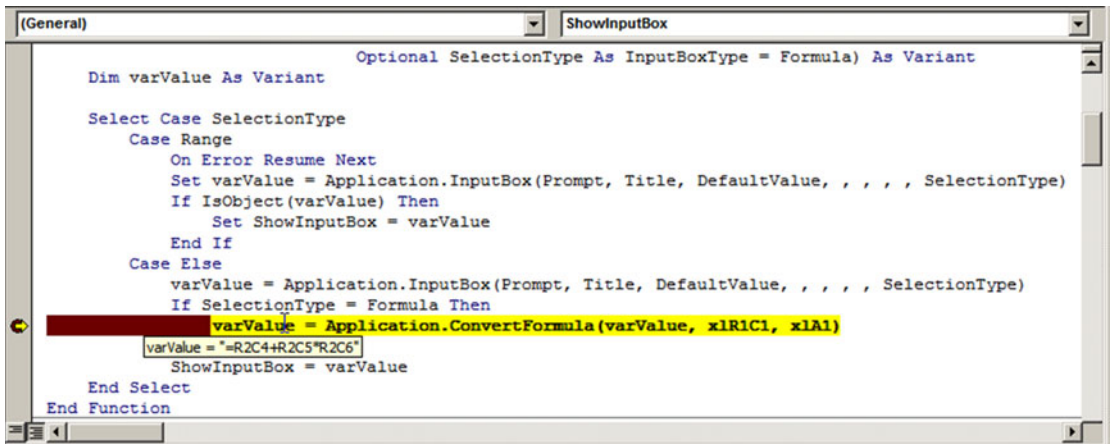 (General) ShowInputBox
Optional SelectionType As InputBoxType = Formula) As Variant
Dim varValue As Variant
Select Case SelectionType
Case Range
On Error Resume Next
Set varValue = Application.InputBox(Prompt, Title, DefaultValue, , , , , SelectionType)
If IsObject(varValue) Then
Set ShowInputBox = varValue
End If
Case Else
varValue = Application.InputBox(Prompt, Title, DefaultValue, , , , , SelectionType)
If SelectionType = Formula Then
varValue = Application.ConvertFormula(varValue, xlR1C1, xlA1)
varValue = "=R2C4+R2C5*R2C6"
ShowInputBox = varValue
End Select
End Function